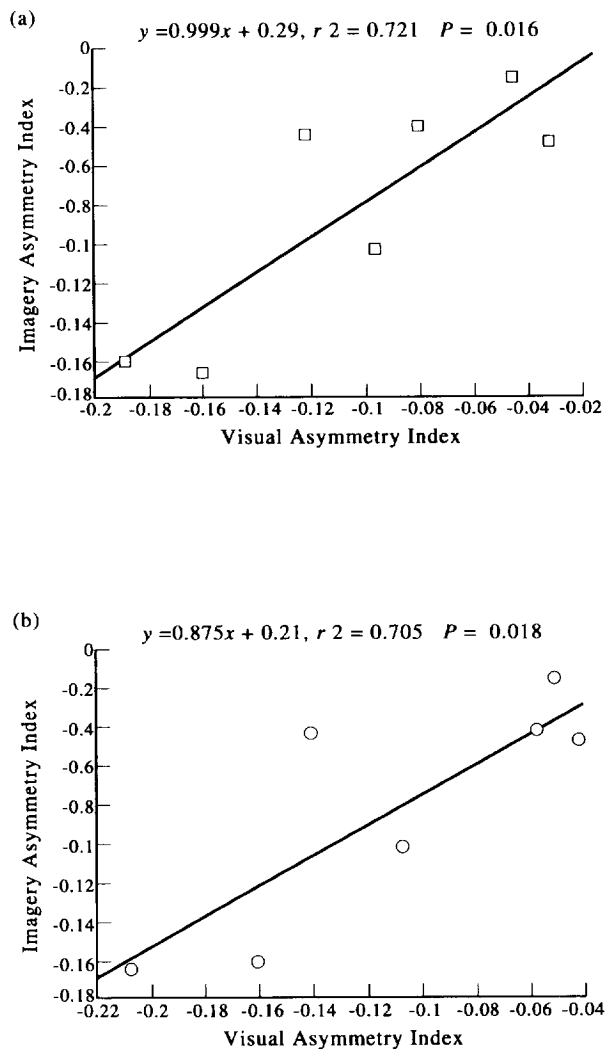 (a)
y =0.999x + 0.29, r 2 = 0.721 P = 0.016
0
-0.2
-0.4
-0.6
-0.8
-0.1
-0.12
-0.14
-0.16
-0.18
Imagery Asymmetry Index
-0.2 -0.18 -0.16 -0.14 -0.12 -0.1 -0.08 -0.06 -0.04 -0.02
Visual Asymmetry Index
(b)
y =0.875x + 0.21, r 2 = 0.705 P = 0.018
0
-0.2
-0.4
-0.6
-0.8
-0.1
-0.12
-0.14
-0.16
-0.18
Imagery Asymmetry Index
-0.22 -0.2 -0.18 -0.16 -0.14 -0.12 -0.1 -0.08 -0.06 -0.04
Visual Asymmetry Index